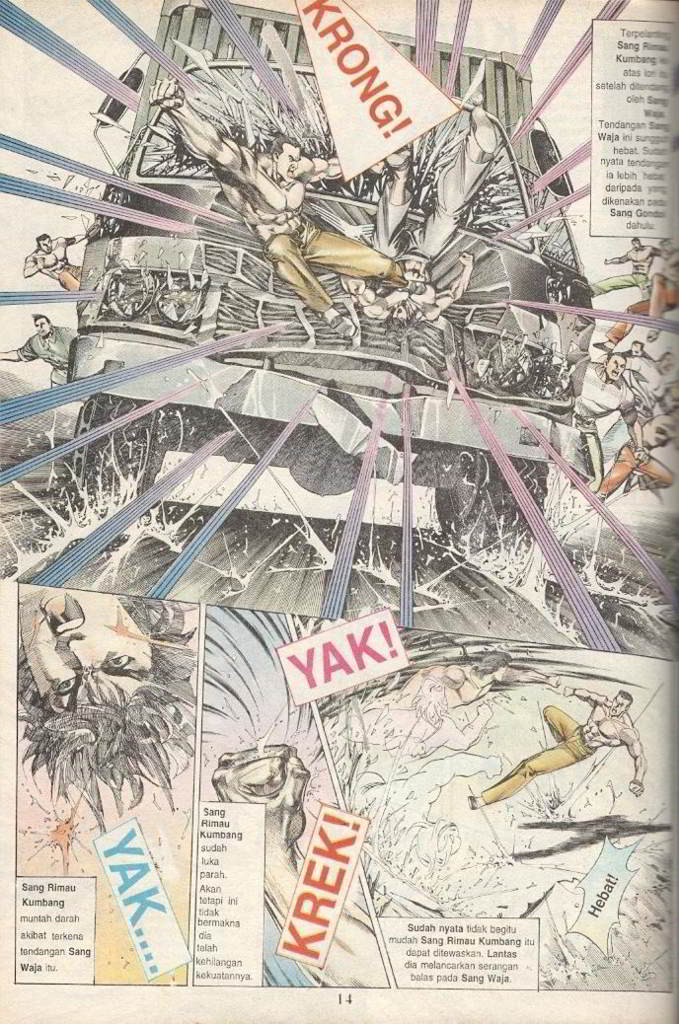 KRONG!
Terpelanting
Sang Rimau
Kumbang ke
atas lori itu
setelah ditendang
oleh Sang
Waja.
Tendangan Sang
Waja ini sungguh
hebat. Sudah
nyata tendangan
ia lebih hebat
daripada yang
dikenakan pada
Sang Gondol
dahulu.
YAK!
Sang Rimau
Kumbang
muntah darah
akibat terkena
tendangan Sang
Waja itu.
YAK....
Sang
Rimau
Kumbang
sudah
luka
parah.
Akan
tetapi ini
tidak
bermakna
dia
telah
kehilangan
kekuatannya.
KREK!
Sudah nyata tidak begitu
mudah Sang Rimau Kumbang itu
dapat ditewaskan. Lantas
dia melancarkan serangan
balas pada Sang Waja.
Hebat!
14